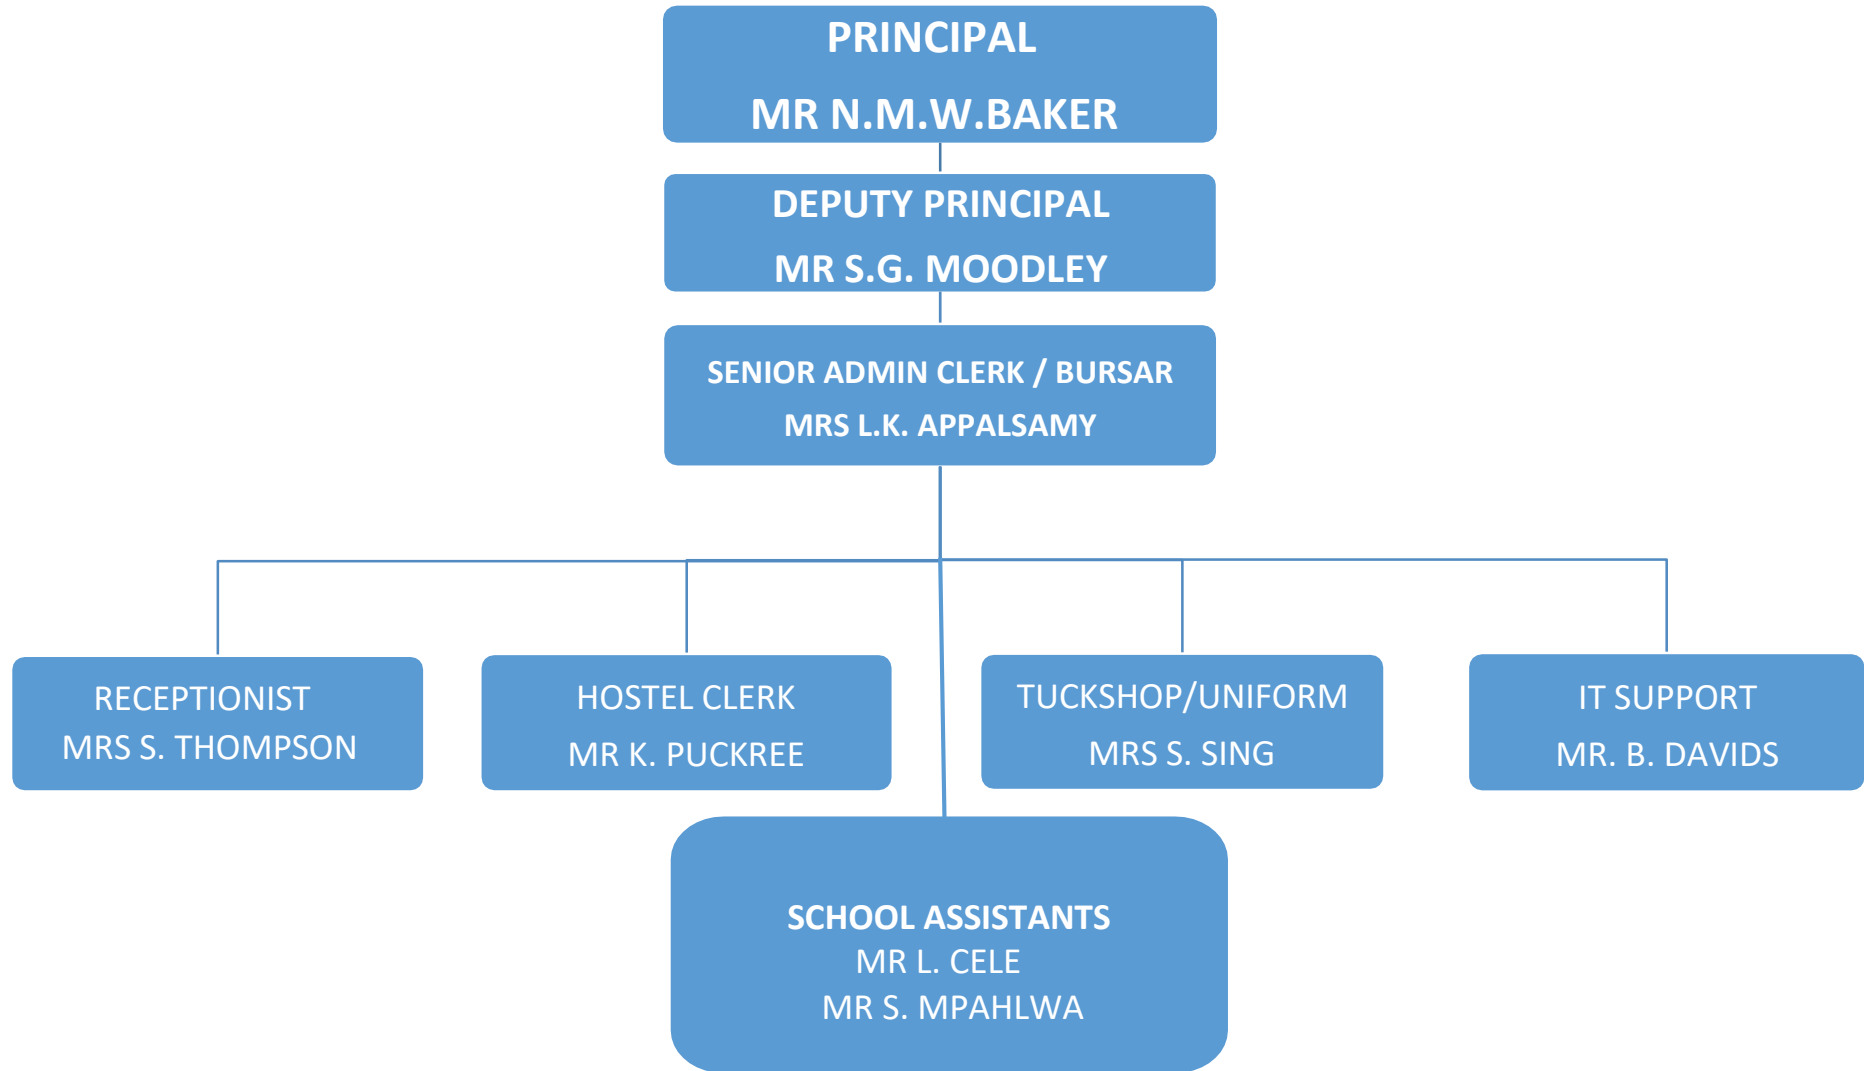 PRINCIPAL
MR N.M.W.BAKER
DEPUTY PRINCIPAL
MR S.G. MOODLEY
SENIOR ADMIN CLERK / BURSAR
MRS L.K. APPALSAMY
RECEPTIONIST
MRS S. THOMPSON
HOSTEL CLERK
MR K. PUCKREE
TUCKSHOP/UNIFORM
MRS S. SING
IT SUPPORT
MR. B. DAVIDS
SCHOOL ASSISTANTS
MR L. CELE
MR S. MPAHLWA